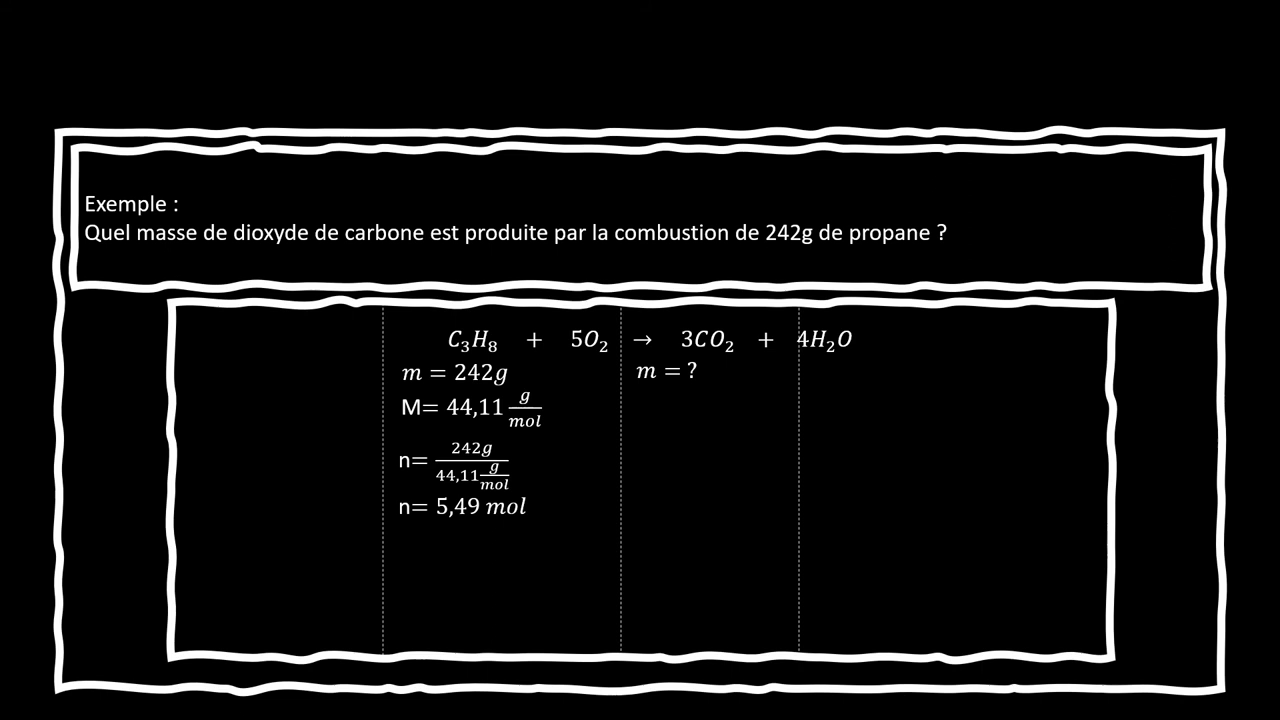 Exemple :
Quel masse de dioxyde de carbone est produite par la combustion de 242g de propane ?
C₃H₈ + 5O₂ → 3CO₂ + 4H₂O
m = 242g m = ?
M= 44,11 g/mol
n= 242g/44,11 g/mol
n= 5,49 mol